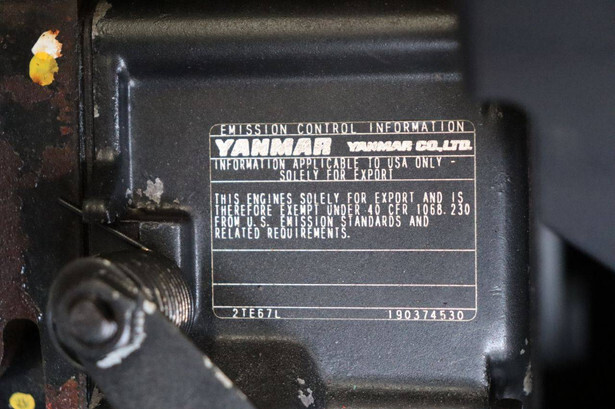 EMISSION CONTROL INFORMATION
YANMAR YANMAR CO.,LTD.
INFORMATION APPLICABLE TO USA ONLY -
SOLELY FOR EXPORT
THIS ENGINES SOLELY FOR EXPORT AND IS
THEREFORE EXEMPT UNDER 40 CFR 1068.230
FROM U.S. EMISSION STANDARDS AND
RELATED REQUIREMENTS.
2TE67L 190374530